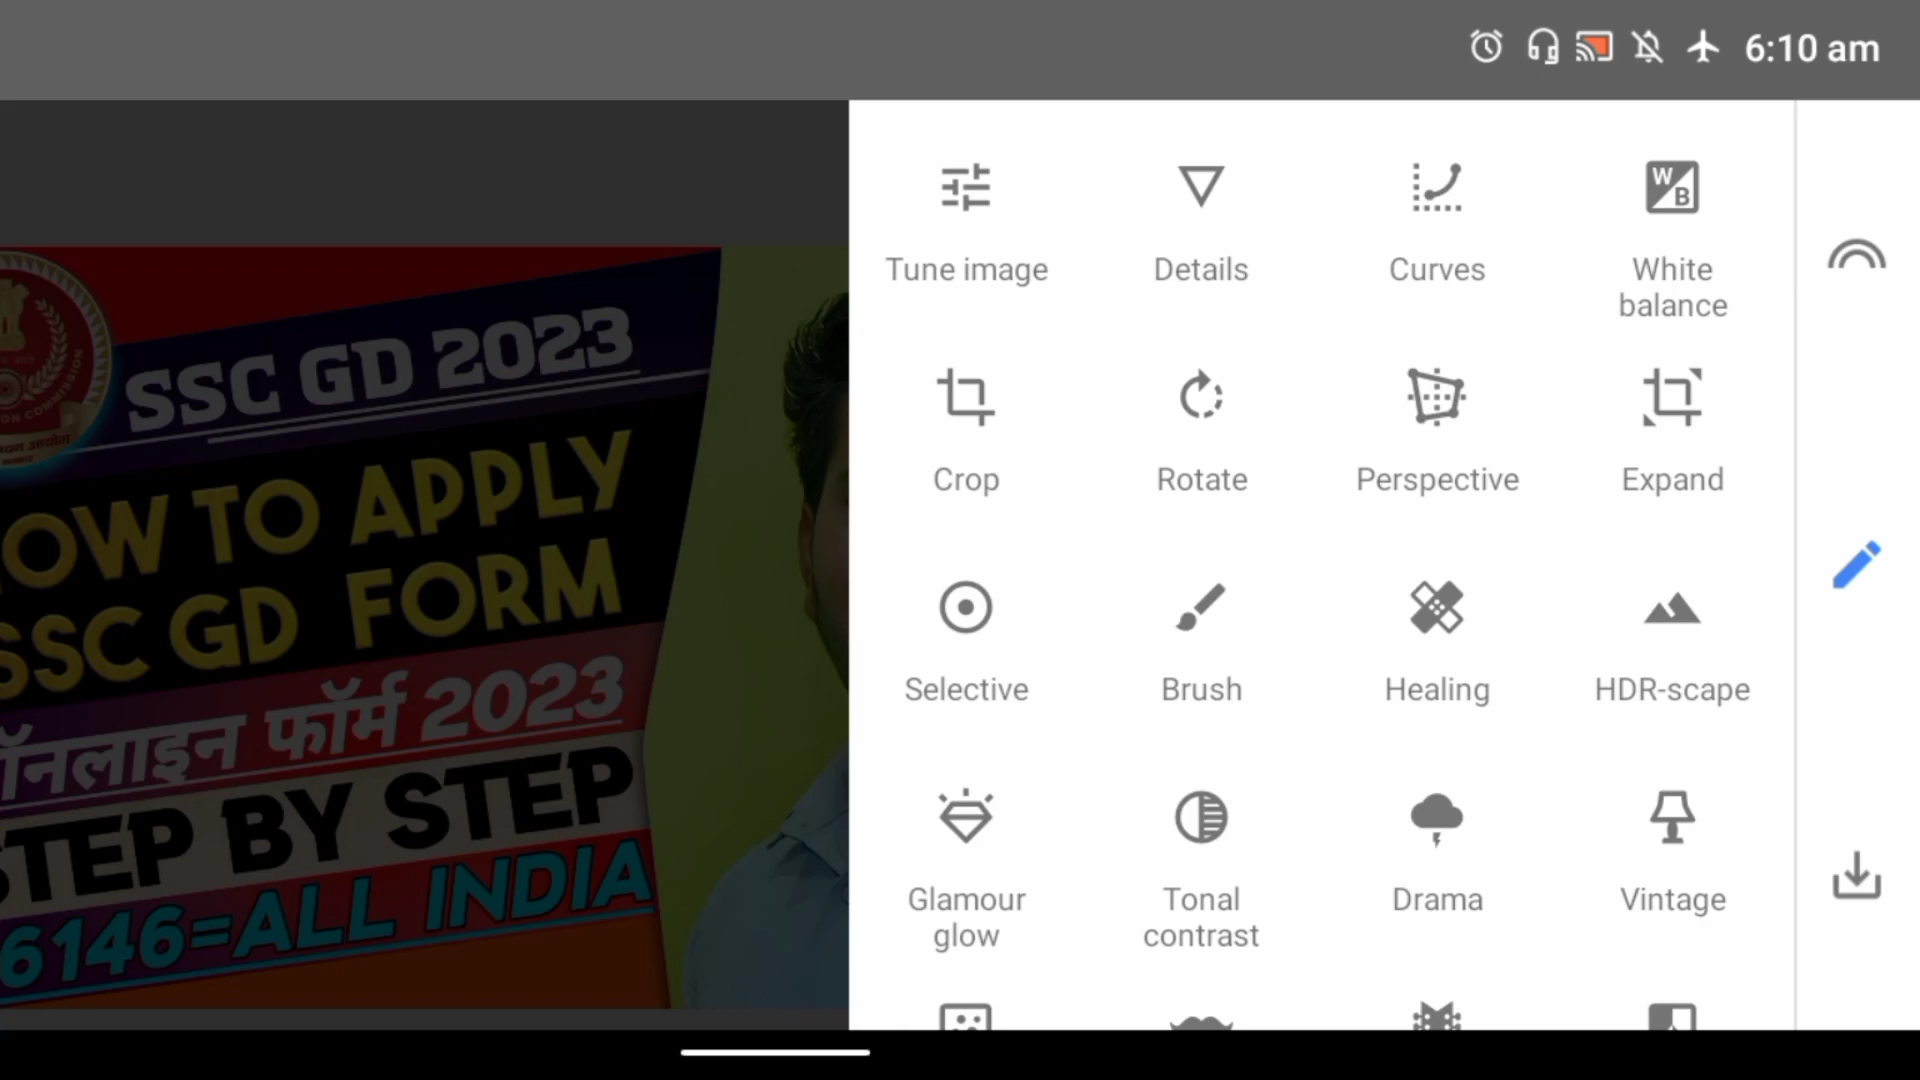 6:10 am
SSC GD 2023
OW TO APPLY
SSC GD FORM
ऑनलाइन फॉर्म 2023
STEP BY STEP
6146=ALL INDIA
Tune image
Details
Curves
W
B
White
balance
Crop
Rotate
Perspective
Expand
Selective
Brush
Healing
HDR-scape
Glamour
glow
Tonal
contrast
Drama
Vintage